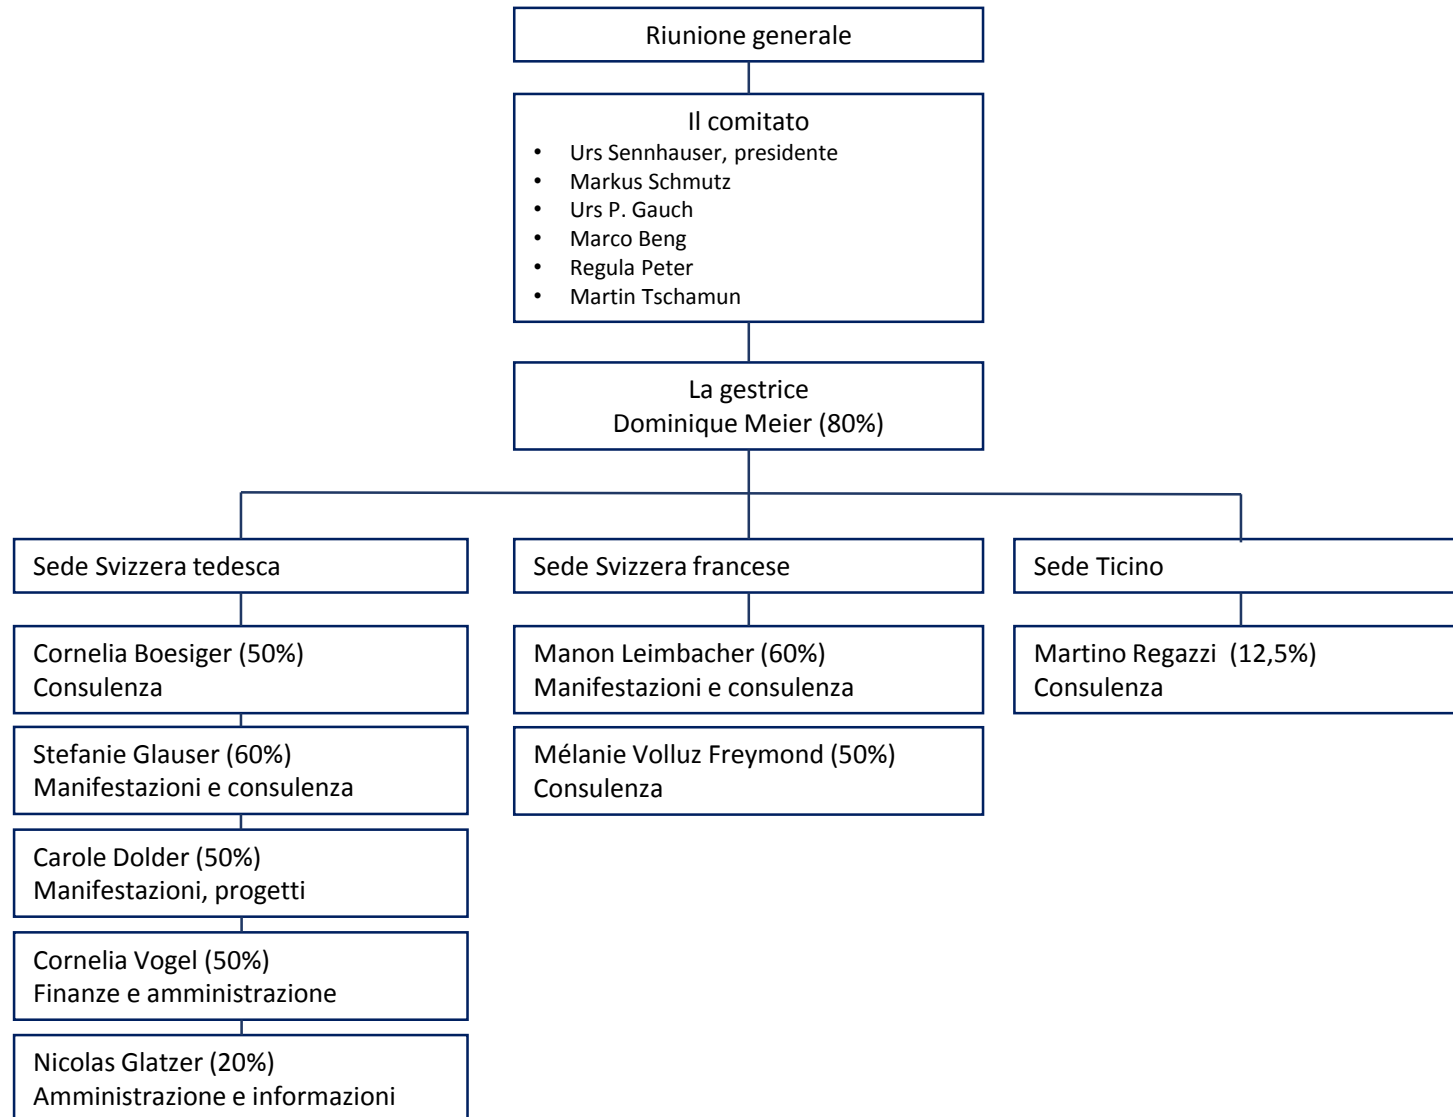 Riunione generale
Il comitato
• Urs Sennhauser, presidente
• Markus Schmutz
• Urs P. Gauch
• Marco Beng
• Regula Peter
• Martin Tschamun
La gestrice
Dominique Meier (80%)
Sede Svizzera tedesca
Cornelia Boesiger (50%)
Consulenza
Stefanie Glauser (60%)
Manifestazioni e consulenza
Carole Dolder (50%)
Manifestazioni, progetti
Cornelia Vogel (50%)
Finanze e amministrazione
Nicolas Glatzer (20%)
Amministrazione e informazioni
Sede Svizzera francese
Manon Leimbacher (60%)
Manifestazioni e consulenza
Mélanie Volluz Freymond (50%)
Consulenza
Sede Ticino
Martino Regazzi (12,5%)
Consulenza